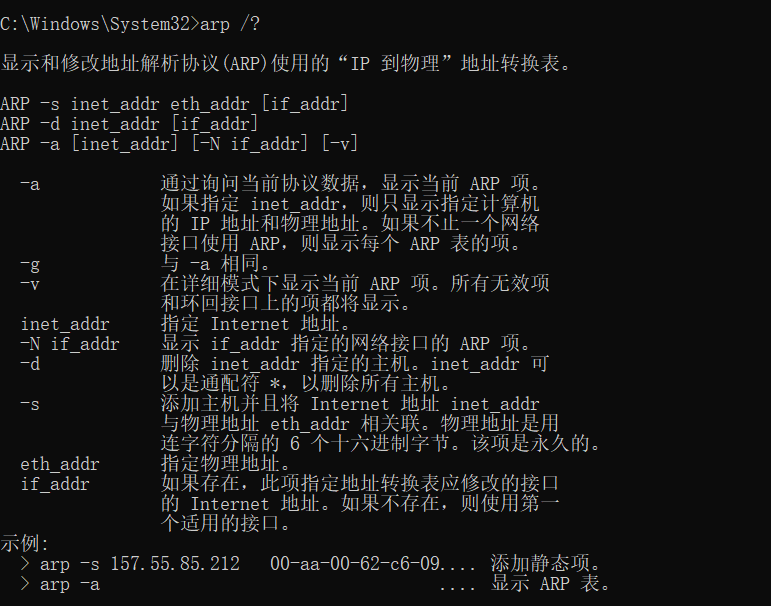 C:\Windows\System32>arp /?
显示和修改地址解析协议(ARP)使用的“IP 到物理”地址转换表。
ARP -s inet_addr eth_addr [if_addr]
ARP -d inet_addr [if_addr]
ARP -a [inet_addr] [-N if_addr] [-v]
-a 通过询问当前协议数据，显示当前 ARP 项。
如果指定 inet_addr，则只显示指定计算机
的 IP 地址和物理地址。如果不止一个网络
接口使用 ARP，则显示每个 ARP 表的项。
-g 与 -a 相同。
-v 在详细模式下显示当前 ARP 项。所有无效项
和环回接口上的项都将显示。
inet_addr 指定 Internet 地址。
-N if_addr 显示 if_addr 指定的网络接口的 ARP 项。
-d 删除 inet_addr 指定的主机。inet_addr 可
以是通配符 *，以删除所有主机。
-s 添加主机并且将 Internet 地址 inet_addr
与物理地址 eth_addr 相关联。物理地址是用
连字符分隔的 6 个十六进制字节。该项是永久的。
eth_addr 指定物理地址。
if_addr 如果存在，此项指定地址转换表应修改的接口
的 Internet 地址。如果不存在，则使用第一
个适用的接口。
示例:
> arp -s 157.55.85.212 00-aa-00-62-c6-09.... 添加静态项。
> arp -a .... 显示 ARP 表。